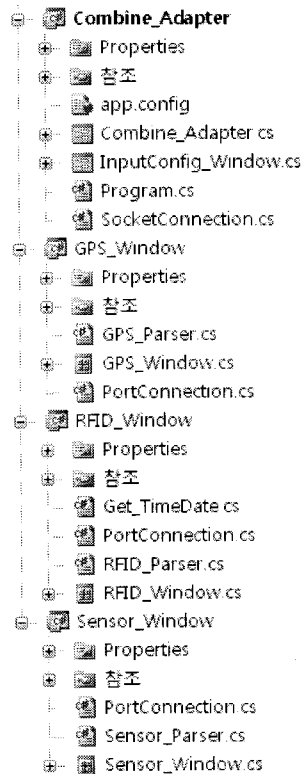 Combine_Adapter
Properties
참조
app.config
Combine_Adapter.cs
InputConfig_Window.cs
Program.cs
SocketConnection.cs
GPS_Window
Properties
참조
GPS_Parser.cs
GPS_Window.cs
PortConnection.cs
RFID_Window
Properties
참조
Get_TimeDate.cs
PortConnection.cs
RFID_Parser.cs
RFID_Window.cs
Sensor_Window
Properties
참조
PortConnection.cs
Sensor_Parser.cs
Sensor_Window.cs